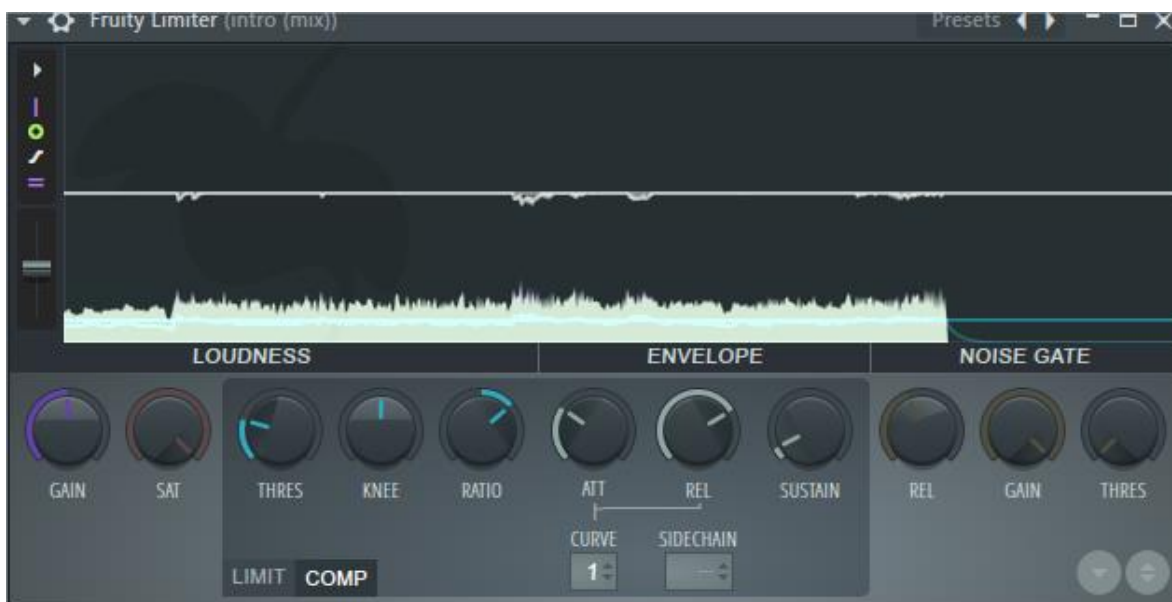 Fruity Limiter (intro (mix)) Presets
LOUDNESS ENVELOPE NOISE GATE
GAIN SAT THRES KNEE RATIO ATT REL SUSTAIN REL GAIN THRES
CURVE SIDECHAIN
1 ---
LIMIT COMP